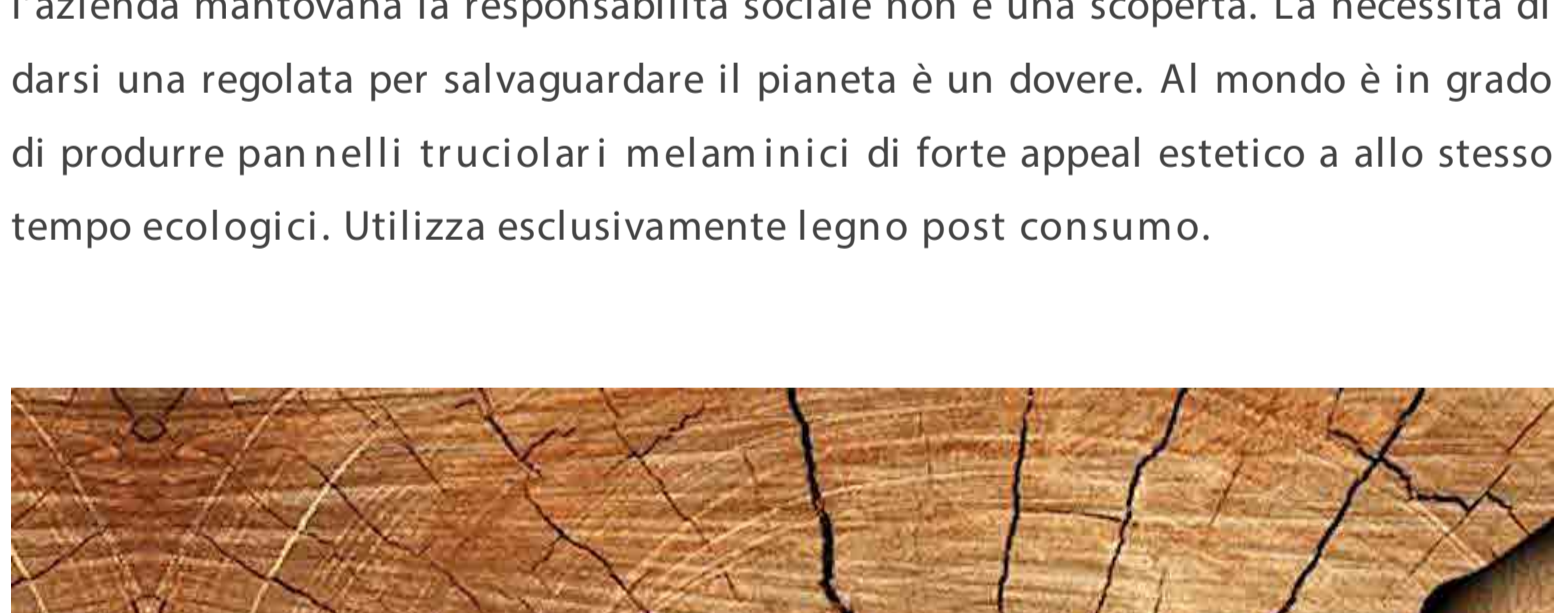 l'azienda mantovana la responsabilità sociale non è una scoperta. La necessità di
darsi una regolata per salvaguardare il pianeta è un dovere. Al mondo è in grado
di produrre pannelli truciolari melaminici di forte appeal estetico a allo stesso
tempo ecologici. Utilizza esclusivamente legno post consumo.